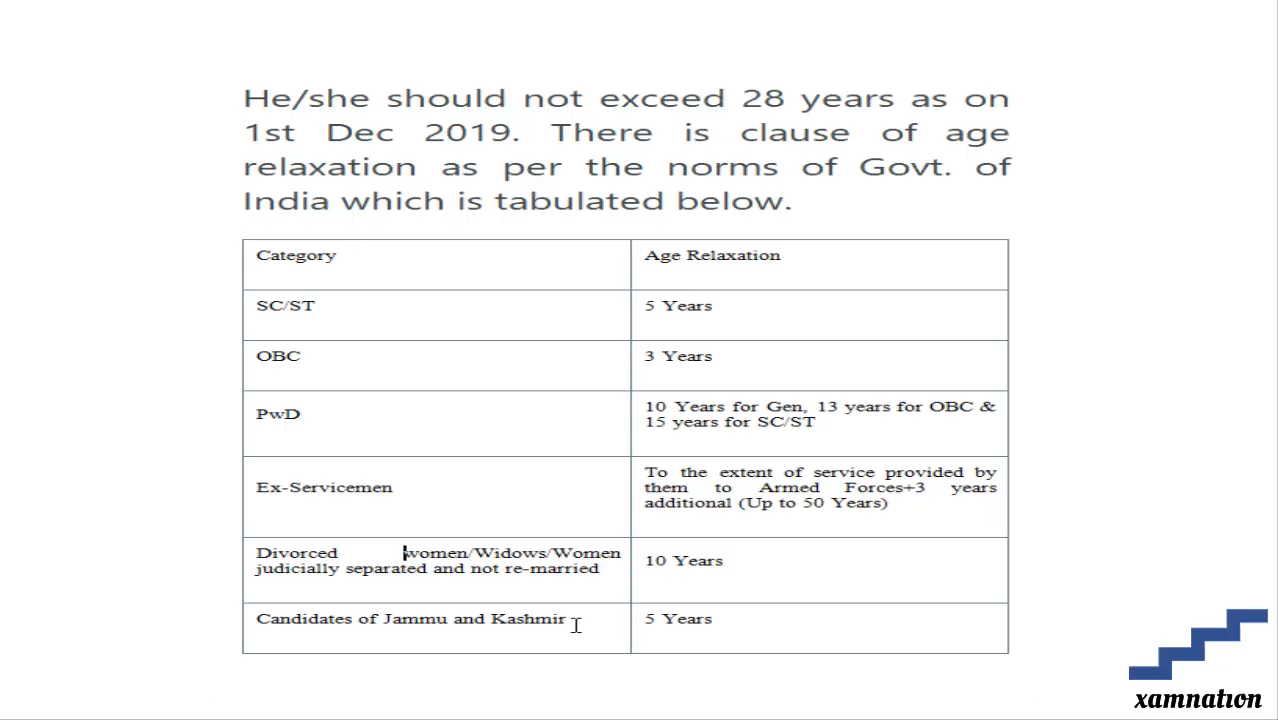 He/she should not exceed 28 years as on
1st Dec 2019. There is clause of age
relaxation as per the norms of Govt. of
India which is tabulated below.
Category
Age Relaxation
SC/ST
5 Years
OBC
3 Years
PwD
10 Years for Gen, 13 years for OBC &
15 years for SC/ST
Ex-Servicemen
To the extent of service provided by
them to Armed Forces+3 years
additional (Up to 50 Years)
Divorced women/Widows/Women
judicially separated and not re-married
10 Years
Candidates of Jammu and Kashmir
5 Years
xamnation